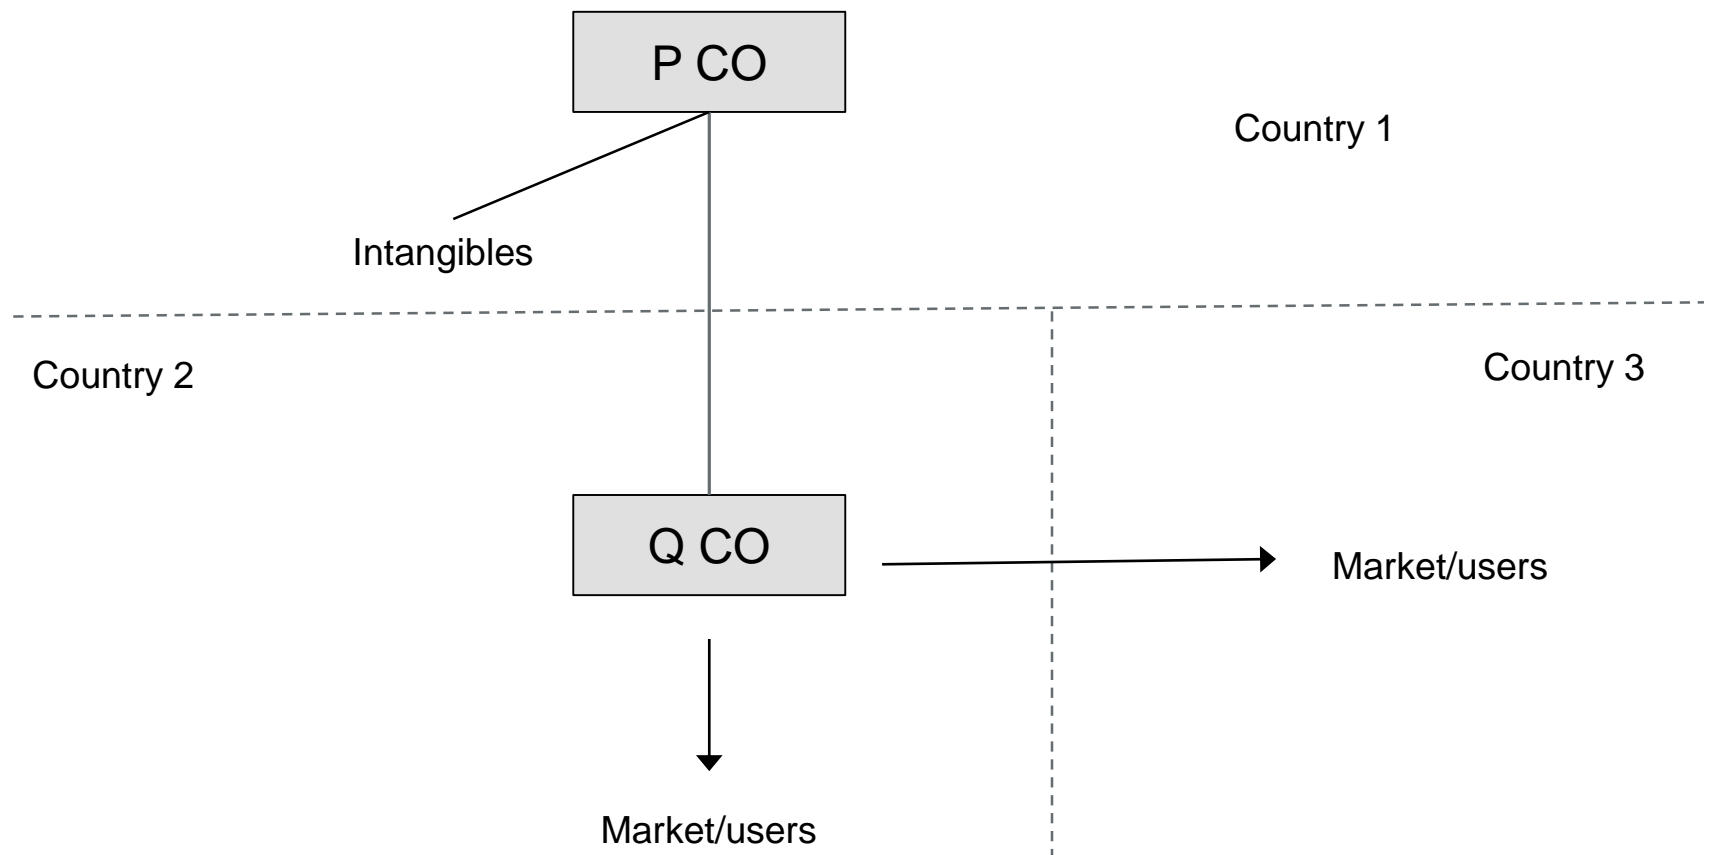 P CO
Country 1
Intangibles
Country 2
Country 3
Q CO
Market/users
Market/users